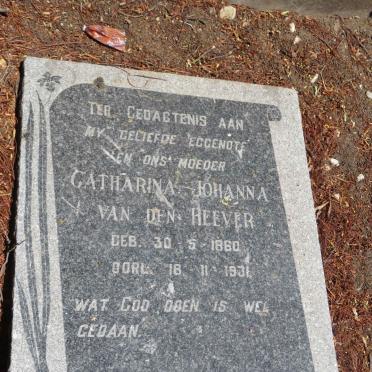 TER GEDAGTENIS AAN
MY GELIEFDE EGGENOTE
EN ONS MOEDER
CATHARINA JOHANNA
VAN DEN HEEVER
GEB. 30-5-1860
OORL. 18-11-1931
WAT GOD DOEN IS WEL
GEDAAN.